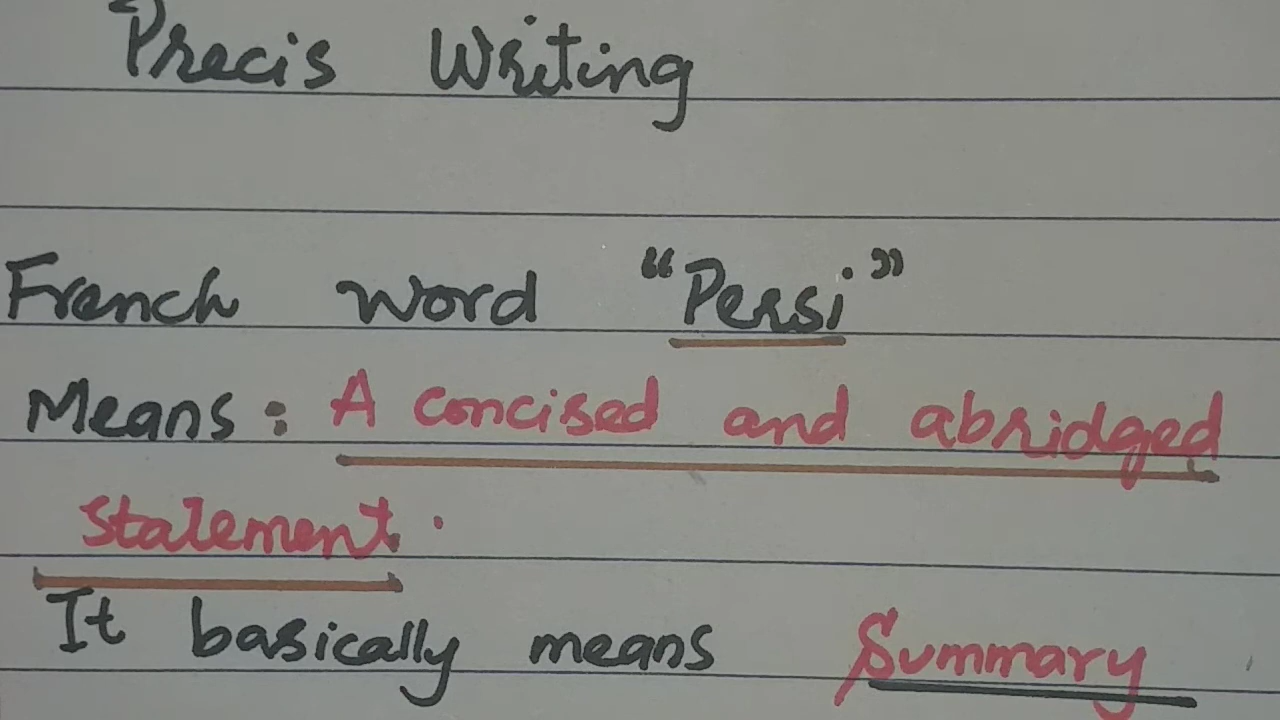 Precis Writing
French word “Persi”
Means: A concised and abridged
statement.
It basically means Summary